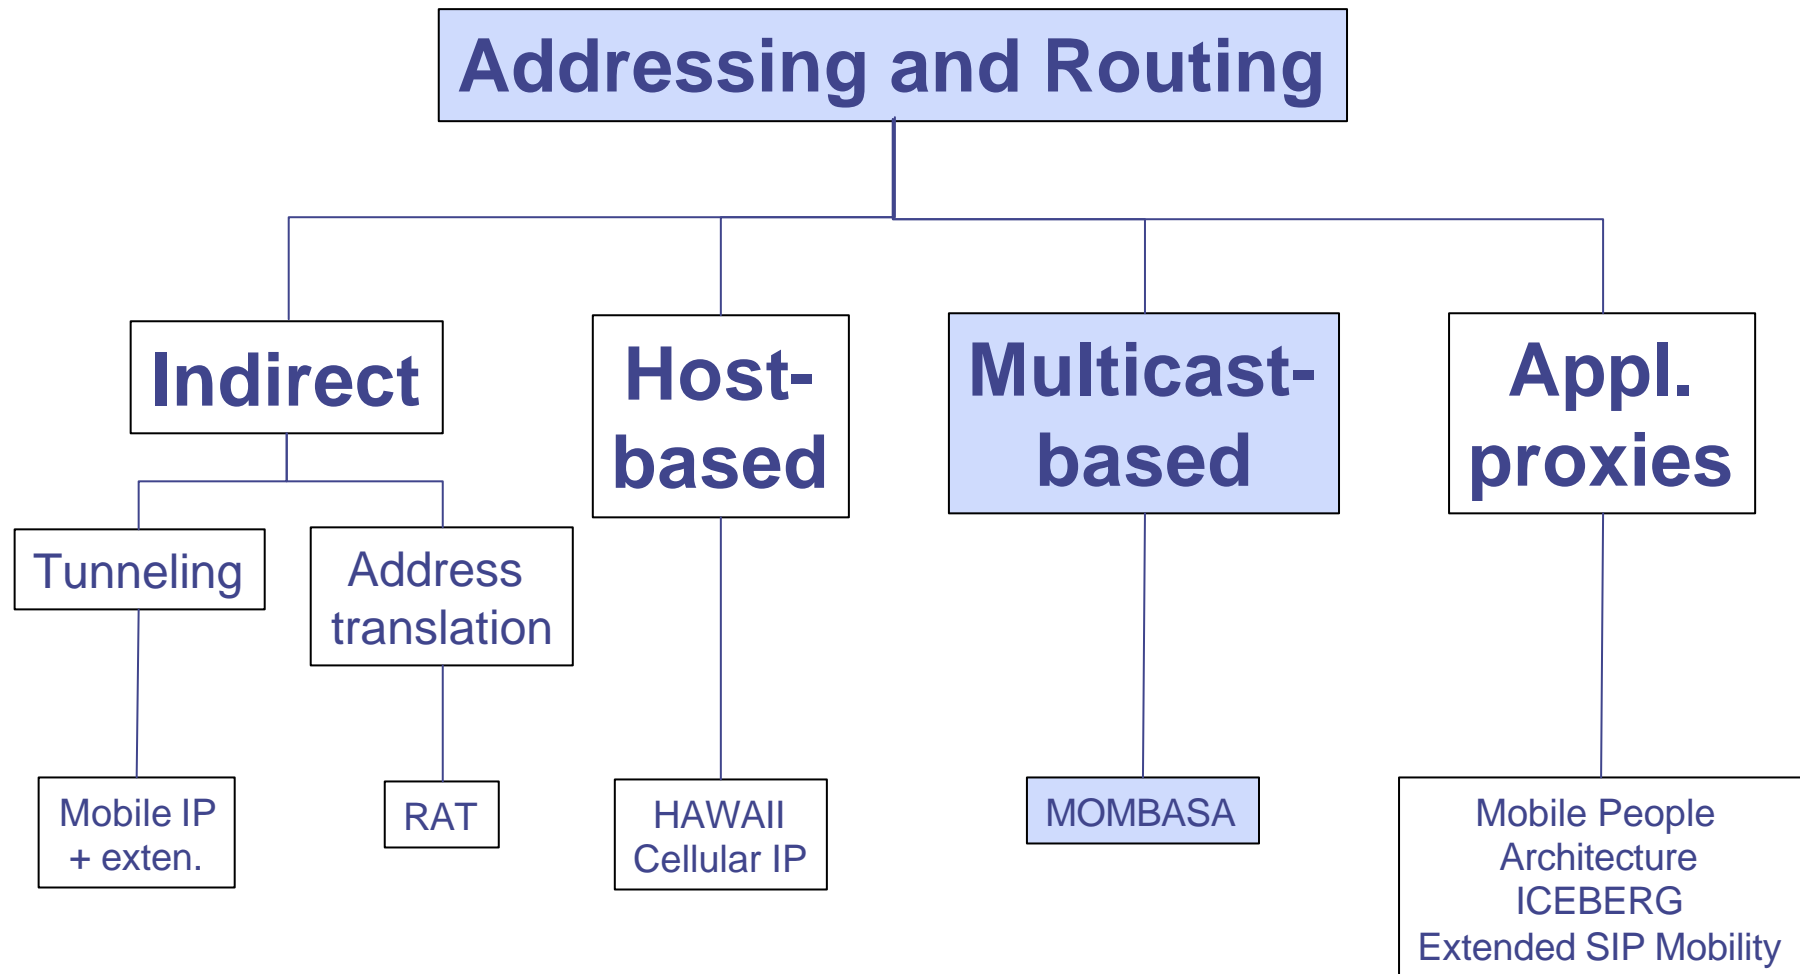 Addressing and Routing
Indirect
Host-
based
Multicast-
based
Appl.
proxies
Tunneling
Address
translation
Mobile IP
+ exten.
RAT
HAWAII
Cellular IP
MOMBASA
Mobile People
Architecture
ICEBERG
Extended SIP Mobility